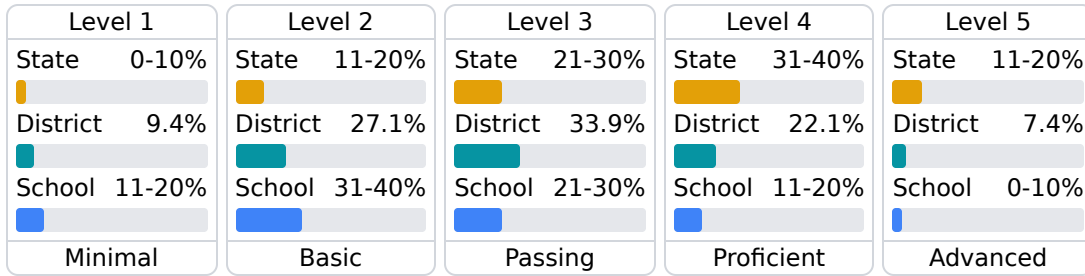 Level 1
State 0-10%
District 9.4%
School 11-20%
Minimal
Level 2
State 11-20%
District 27.1%
School 31-40%
Basic
Level 3
State 21-30%
District 33.9%
School 21-30%
Passing
Level 4
State 31-40%
District 22.1%
School 11-20%
Proficient
Level 5
State 11-20%
District 7.4%
School 0-10%
Advanced